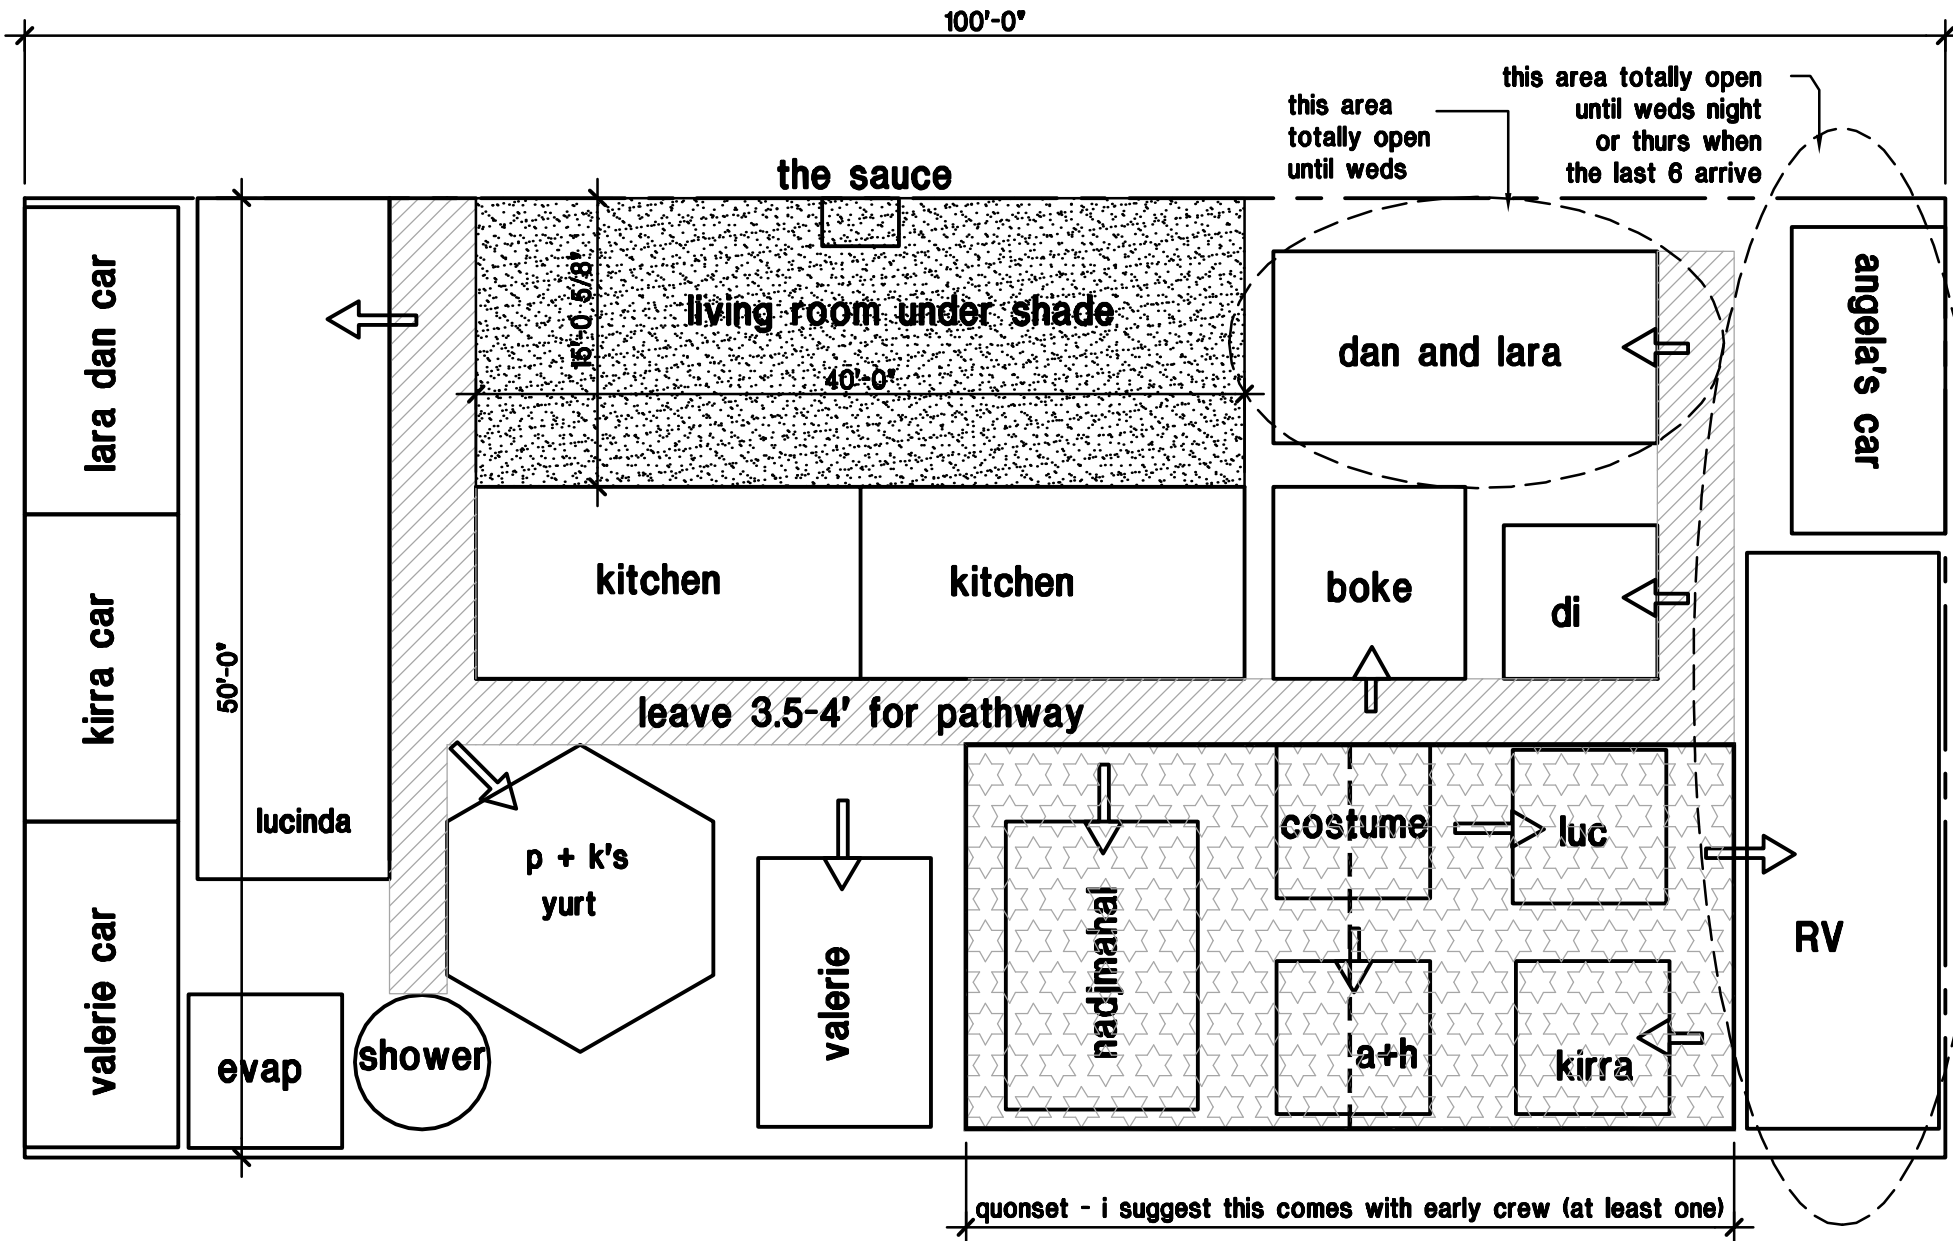 100'-0"
this area totally open
until weds night
or thurs when
the last 6 arrive
this area
totally open
until weds
the sauce
lara dan car
15'-0 5/8"
living room under shade
40'-0"
dan and lara
angela's car
kitchen
kitchen
boke
di
kirra car
50'-0"
leave 3.5-4' for pathway
lucinda
p + k's
yurt
costume
luc
valerie car
valerie
nadjmahal
RV
evap
shower
a+h
kirra
quonset - i suggest this comes with early crew (at least one)